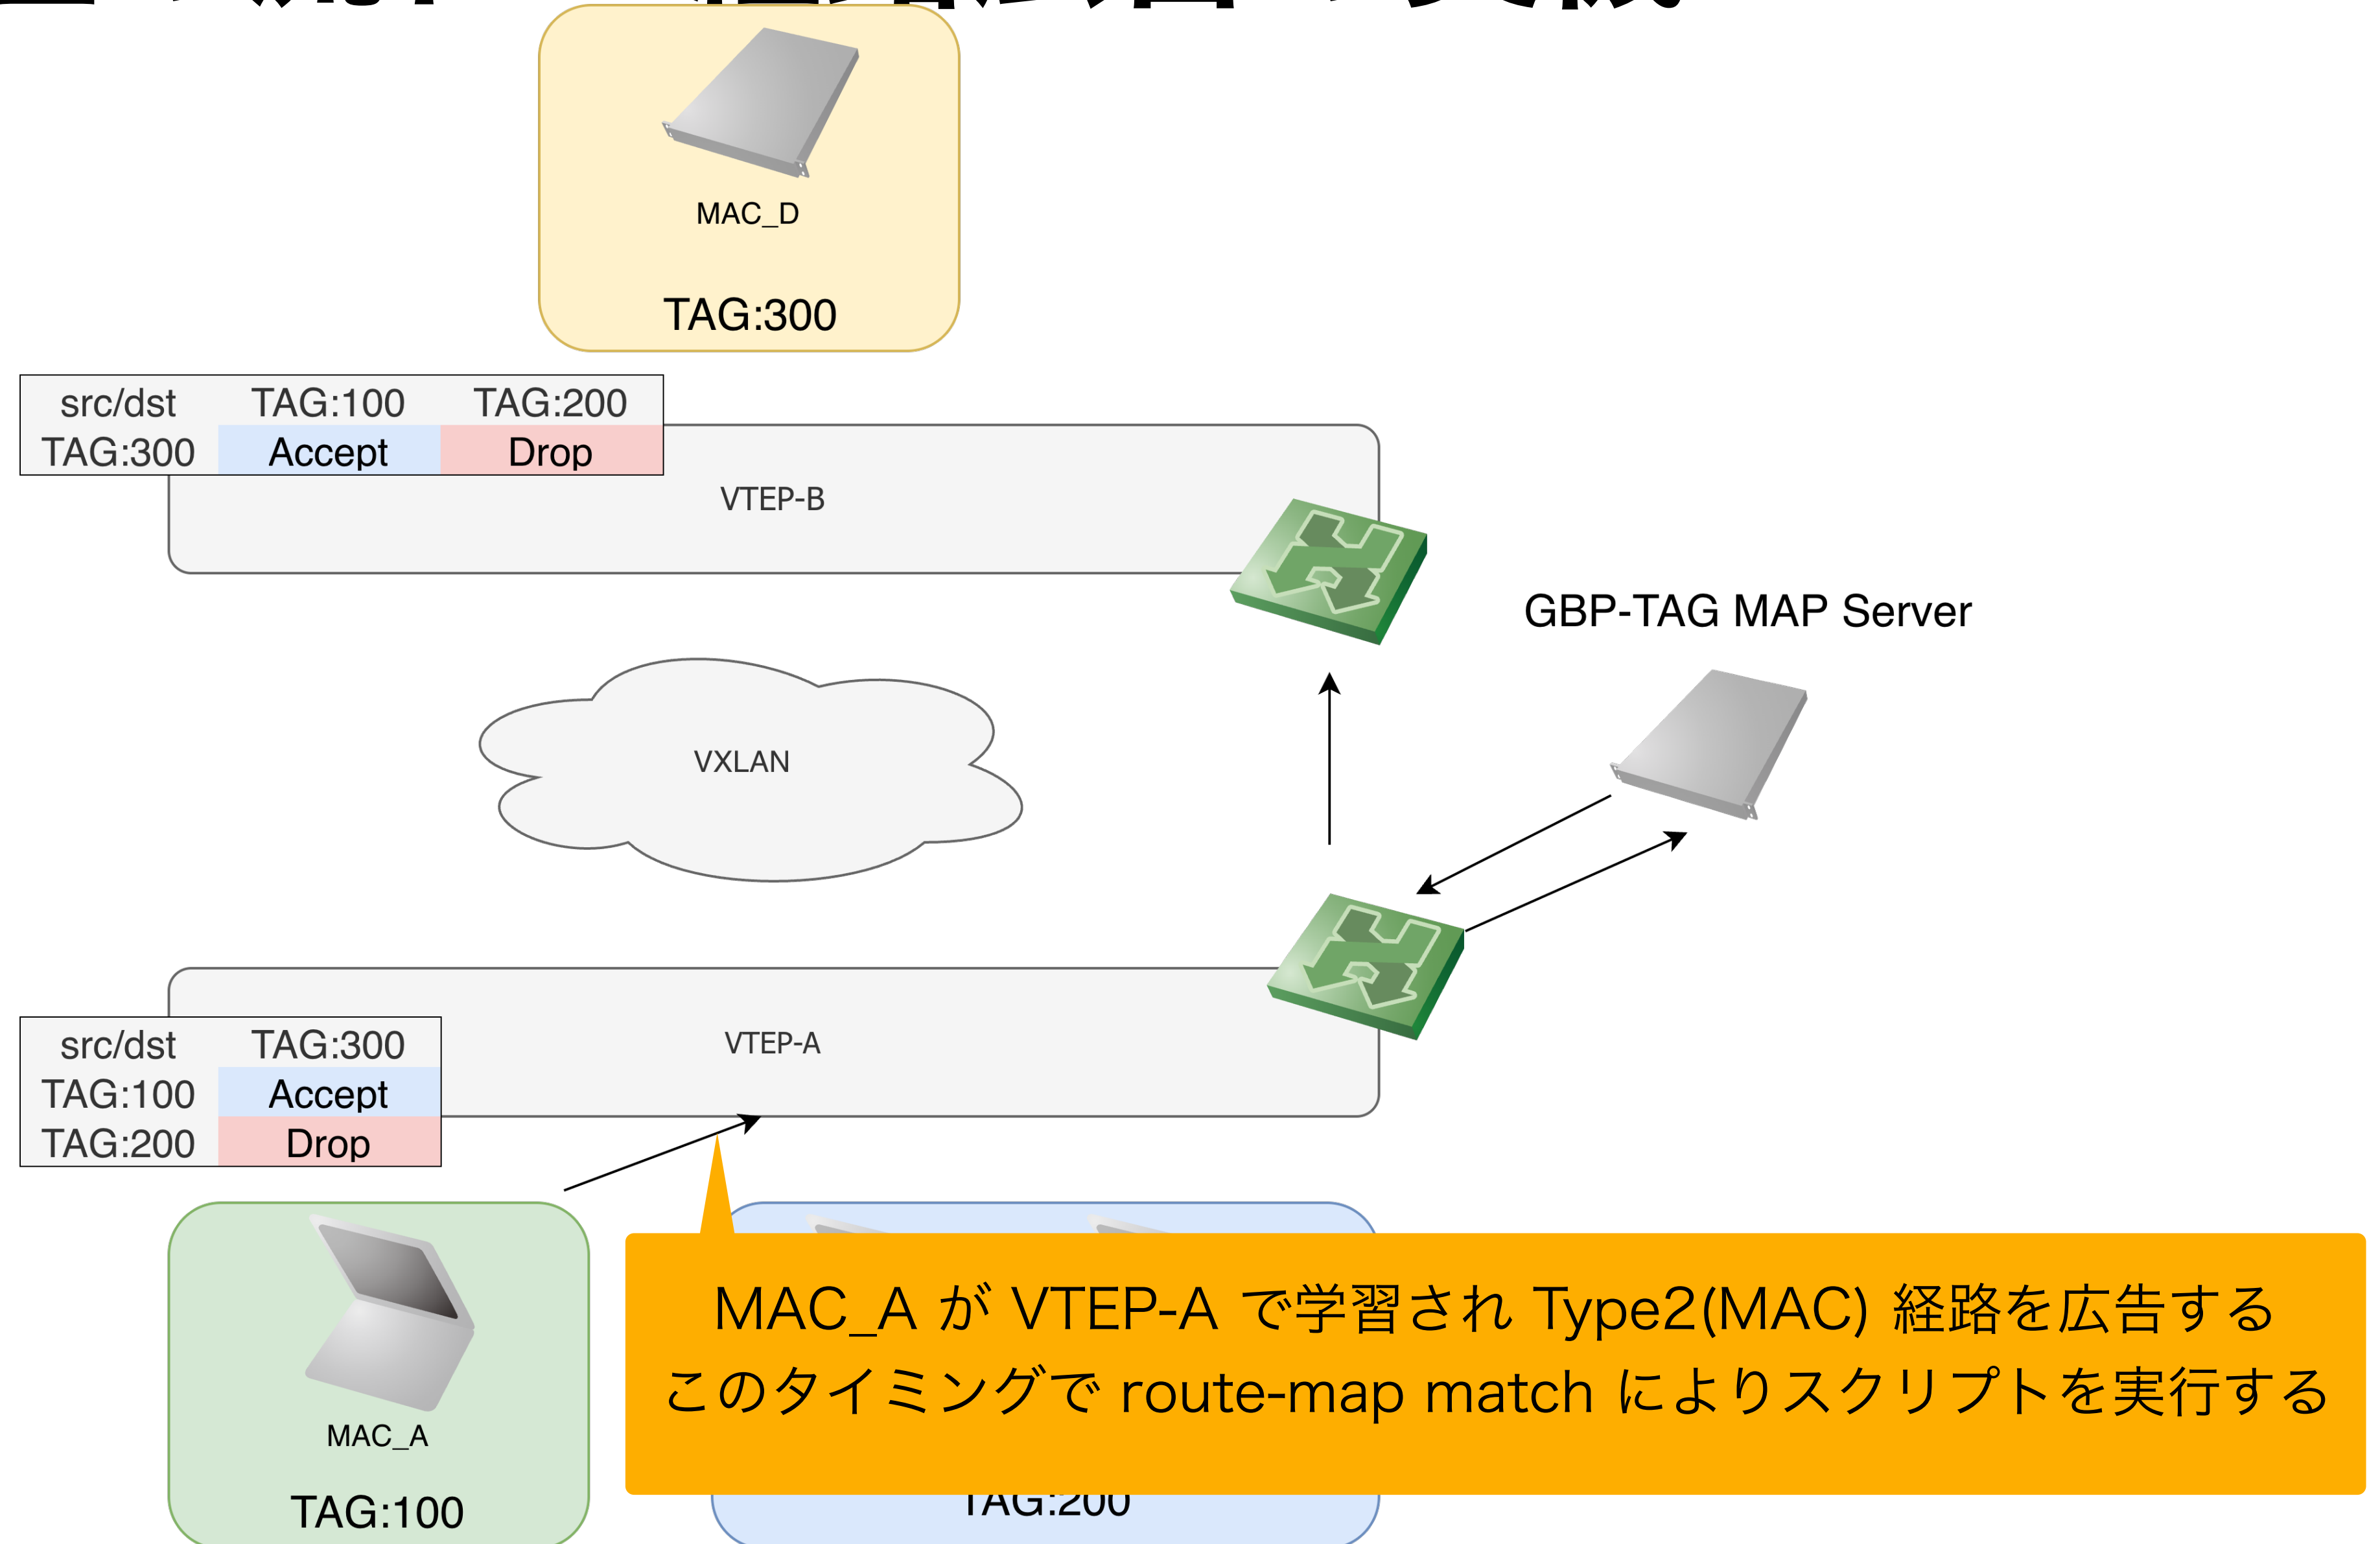 MAC_D
TAG:300
src/dst TAG:100 TAG:200
TAG:300 Accept Drop
VTEP-B
GBP-TAG MAP Server
VXLAN
VTEP-A
src/dst TAG:300
TAG:100 Accept
TAG:200 Drop
MAC_A が VTEP-A で学習され Type2(MAC) 経路を広告する
このタイミングで route-map match によりスクリプトを実行する
MAC_A
TAG:100
TAG:200